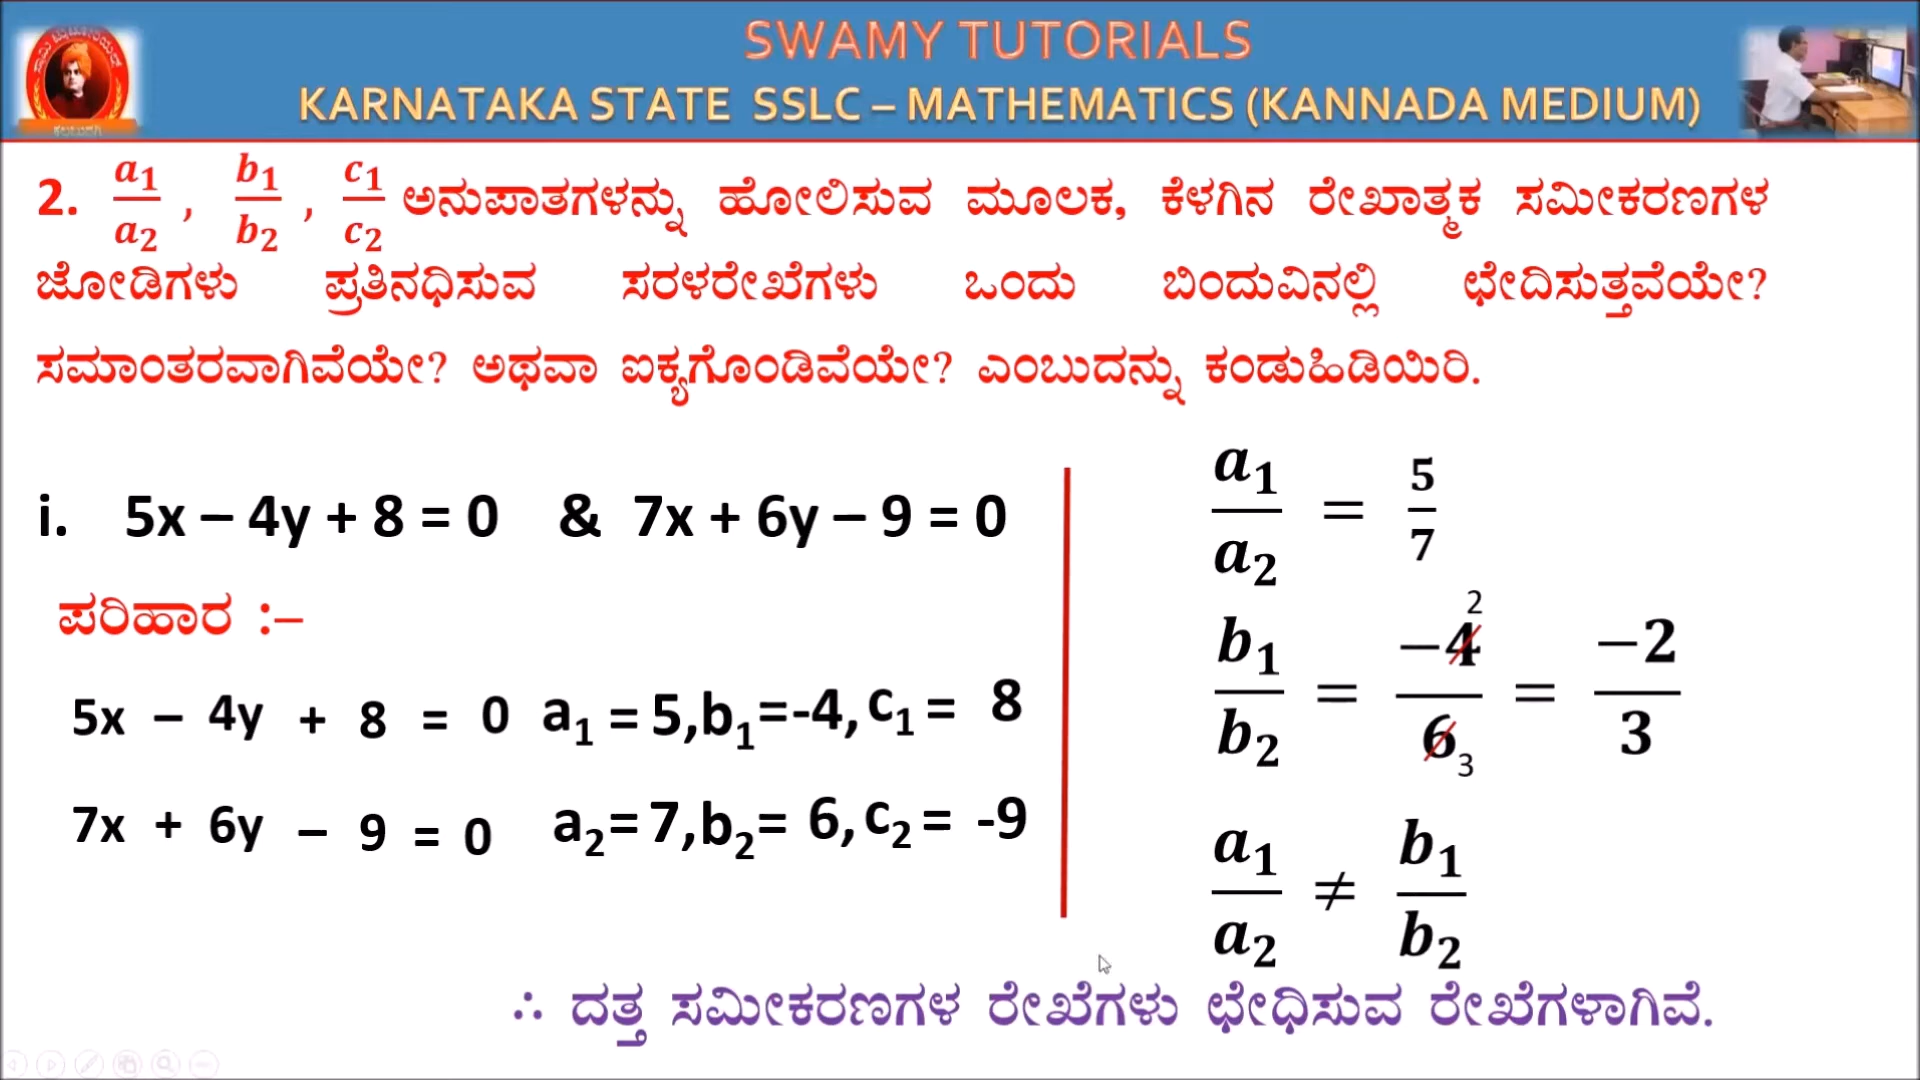 SWAMY TUTORIALS
KARNATAKA STATE SSLC – MATHEMATICS (KANNADA MEDIUM)
2. a₁/a₂ , b₁/b₂ , c₁/c₂ ಅನುಪಾತಗಳನ್ನು ಹೋಲಿಸುವ ಮೂಲಕ, ಕೆಳಗಿನ ರೇಖಾತ್ಮಕ ಸಮೀಕರಣಗಳ
ಜೋಡಿಗಳು ಪ್ರತಿನಧಿಸುವ ಸರಳರೇಖೆಗಳು ಒಂದು ಬಿಂದುವಿನಲ್ಲಿ ಛೇದಿಸುತ್ತವೆಯೇ?
ಸಮಾಂತರವಾಗಿವೆಯೇ? ಅಥವಾ ಐಕ್ಯಗೊಂಡಿವೆಯೇ? ಎಂಬುದನ್ನು ಕಂಡುಹಿಡಿಯಿರಿ.
i. 5x – 4y + 8 = 0 & 7x + 6y – 9 = 0
ಪರಿಹಾರ :–
5x – 4y + 8 = 0 a₁ = 5, b₁ = -4, c₁ = 8
7x + 6y – 9 = 0 a₂ = 7, b₂ = 6, c₂ = -9
a₁/a₂ = 5/7
b₁/b₂ = −4/6 = −2/3
2
3
a₁/a₂ ≠ b₁/b₂
∴ ದತ್ತ ಸಮೀಕರಣಗಳ ರೇಖೆಗಳು ಛೇಧಿಸುವ ರೇಖೆಗಳಾಗಿವೆ.